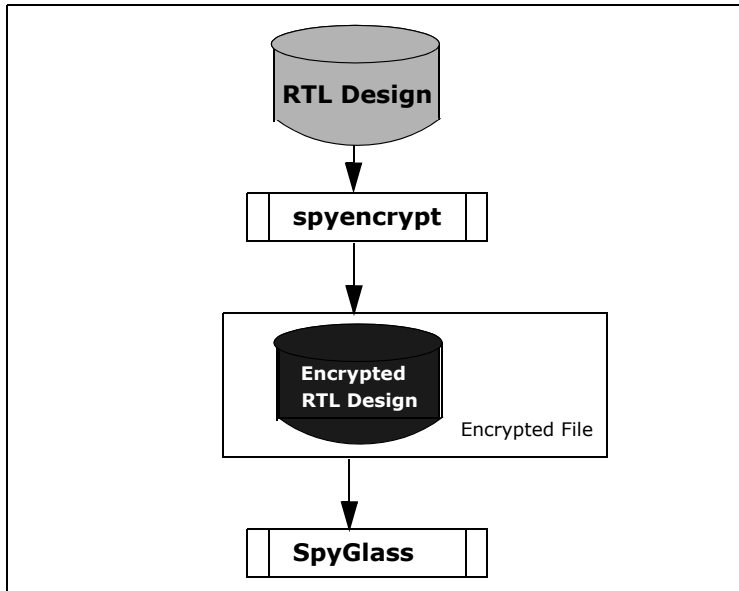 RTL Design
spyencrypt
Encrypted
RTL Design
Encrypted File
SpyGlass